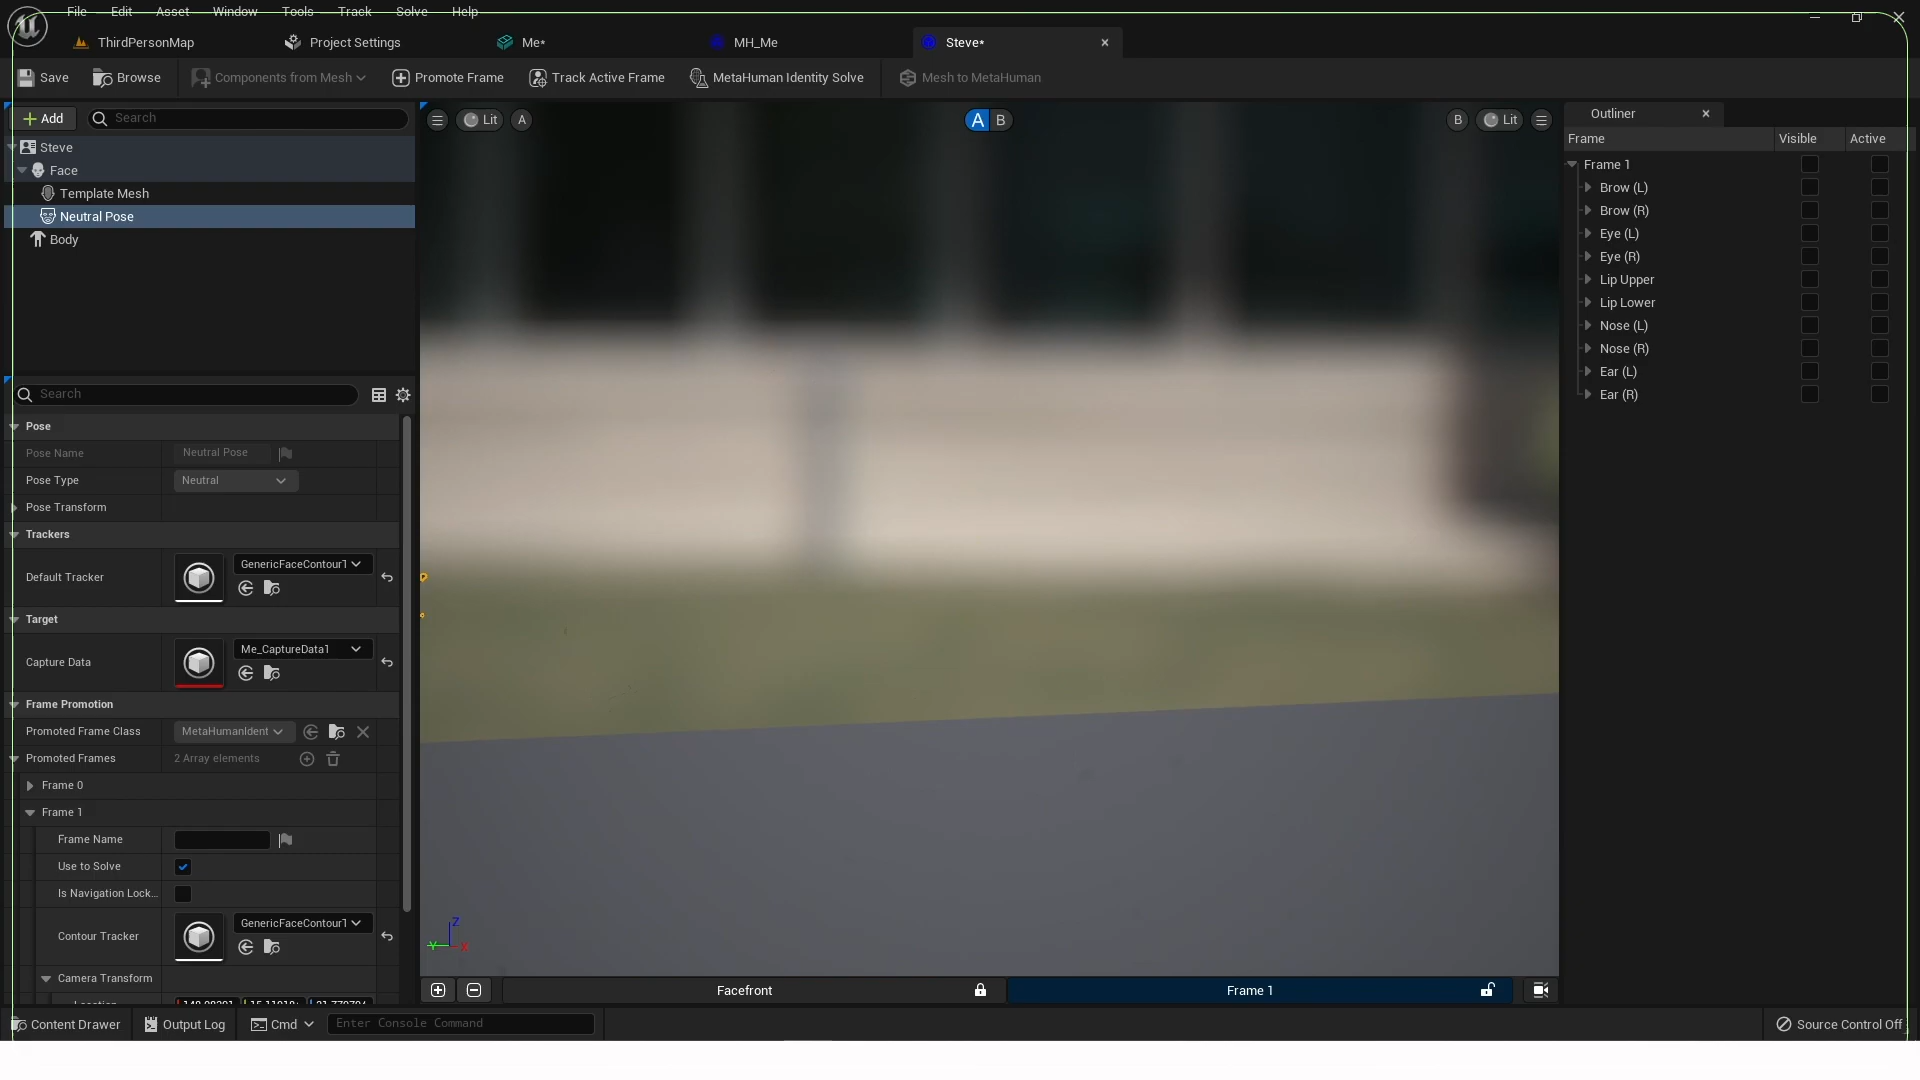 File Edit Asset Window Tools Track Solve Help
ThirdPersonMap Project Settings Me* MH_Me Steve*
Save Browse Components from Mesh Promote Frame Track Active Frame MetaHuman Identity Solve Mesh to MetaHuman
Add Search
Steve
Face
Template Mesh
Neutral Pose
Body
Lit A A B B Lit
Outliner
Frame Visible Active
Frame 1
Brow (L)
Brow (R)
Eye (L)
Eye (R)
Lip Upper
Lip Lower
Nose (L)
Nose (R)
Ear (L)
Ear (R)
Search
Pose
Pose Name Neutral Pose
Pose Type Neutral
Pose Transform
Trackers
Default Tracker GenericFaceContourT
Target
Capture Data Me_CaptureData1
Frame Promotion
Promoted Frame Class MetaHumanIdent
Promoted Frames 2 Array elements
Frame 0
Frame 1
Frame Name
Use to Solve
Is Navigation Lock...
Contour Tracker GenericFaceContourT
Camera Transform
Z
Y X
Facefront Frame 1
Content Drawer Output Log Cmd Enter Console Command Source Control Off